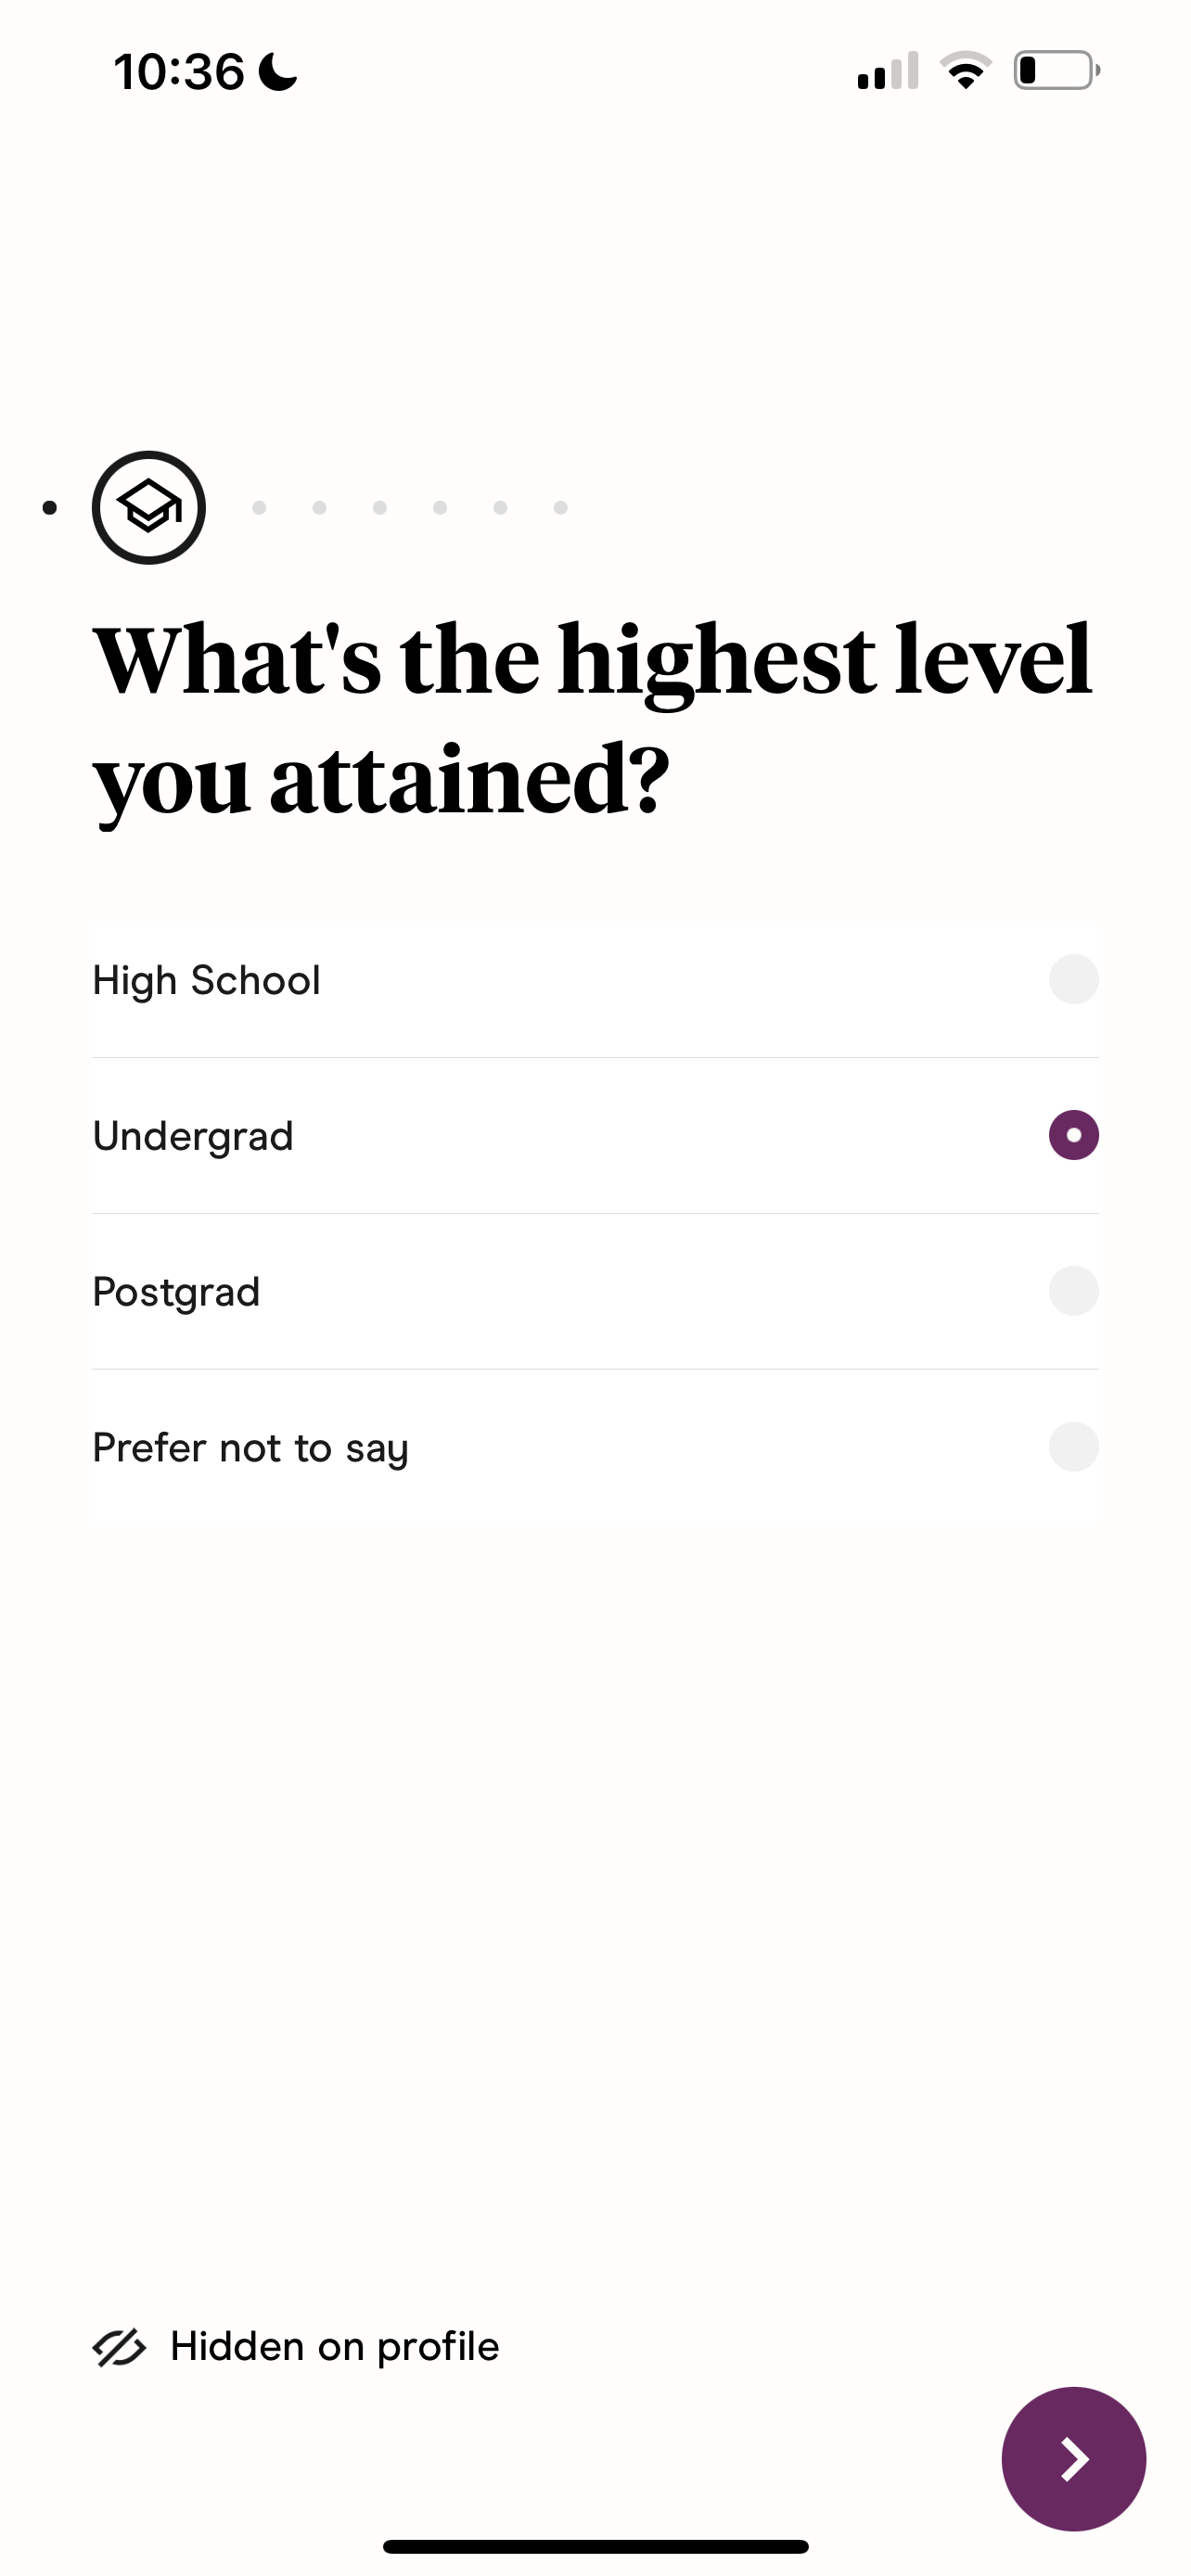 10:36
What's the highest level
you attained?
High School
Undergrad
Postgrad
Prefer not to say
Hidden on profile